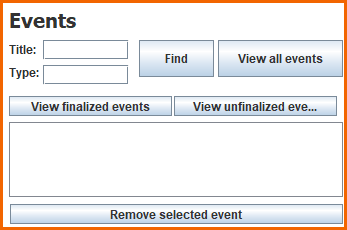 Events
Title:
Find
View all events
Type:
View finalized events
View unfinalized eve...
Remove selected event